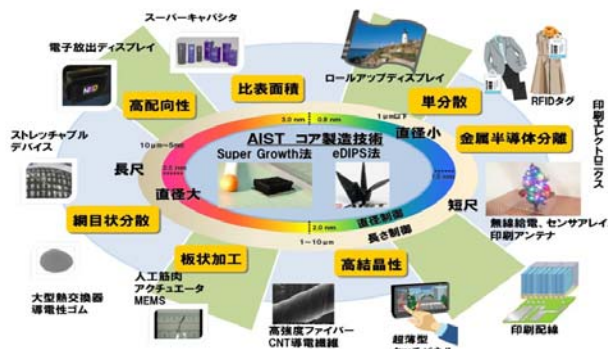 スーパーキャパシタ
電子放出ディスプレイ
ロールアップディスプレイ
RFIDタグ
比表面積
高配向性
単分散
金属半導体分離
印刷エレクトロニクス
3.0 nm
0.8 nm
1μm以下
10μm～5mm
AIST コア製造技術
Super Growth法
eDIPS法
直径小
直径大
長尺
短尺
2.0 nm
直径制御
長さ制御
1～10μm
ストレッチャブル
デバイス
網目状分散
板状加工
高結晶性
無線給電、センサアレイ
印刷アンテナ
大型熱交換器
導電性ゴム
人工筋肉
アクチュエータ
MEMS
高強度ファイバー
CNT導電繊維
超薄型
印刷配線